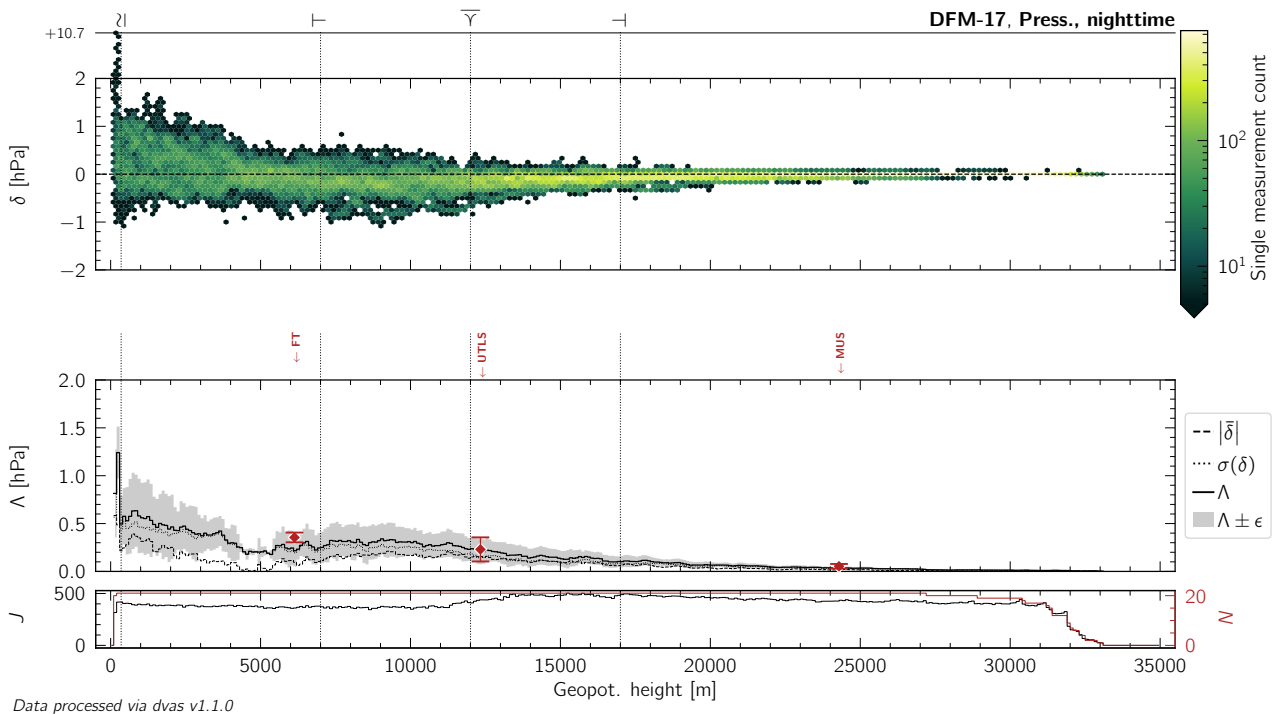 DFM-17, Press., nighttime
+10.7
2
1
0
−1
−2
δ [hPa]
10²
10¹
Single measurement count
← FT
← UTLS
← MUS
2.0
1.5
1.0
0.5
0.0
Λ [hPa]
|δ̄|
σ(δ)
Λ
Λ ± ϵ
500
0
J
20
0
N
0 5000 10000 15000 20000 25000 30000 35000
Geopot. height [m]
Data processed via dvas v1.1.0